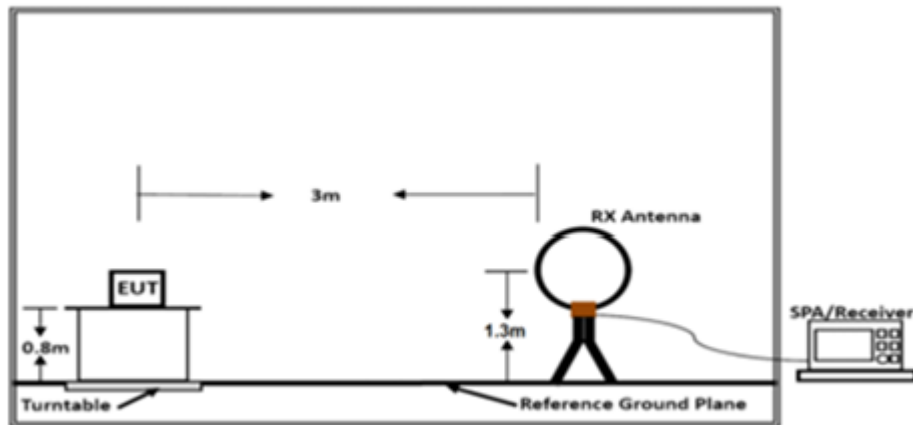 3m
RX Antenna
EUT
SPA/Receiver
0.8m
1.3m
Turntable
Reference Ground Plane